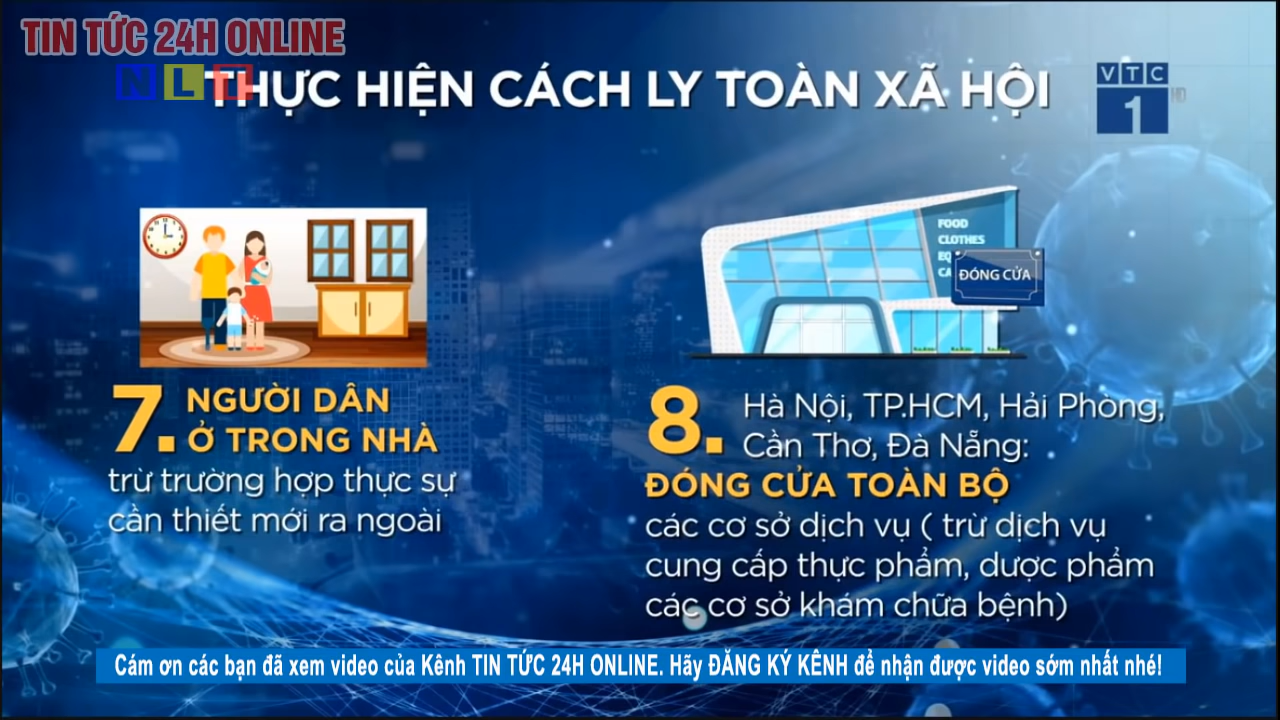 TIN TỨC 24H ONLINE
NLT
THỰC HIỆN CÁCH LY TOÀN XÃ HỘI
VTC
1
HD
FOOD
CLOTHES
ĐÓNG CỬA
7. NGƯỜI DÂN
Ở TRONG NHÀ
trừ trường hợp thực sự
cần thiết mới ra ngoài
8. Hà Nội, TP.HCM, Hải Phòng,
Cần Thơ, Đà Nẵng:
ĐÓNG CỬA TOÀN BỘ
các cơ sở dịch vụ ( trừ dịch vụ
cung cấp thực phẩm, dược phẩm
các cơ sở khám chữa bệnh)
Cám ơn các bạn đã xem video của Kênh TIN TỨC 24H ONLINE. Hãy ĐĂNG KÝ KÊNH để nhận được video sớm nhất nhé!